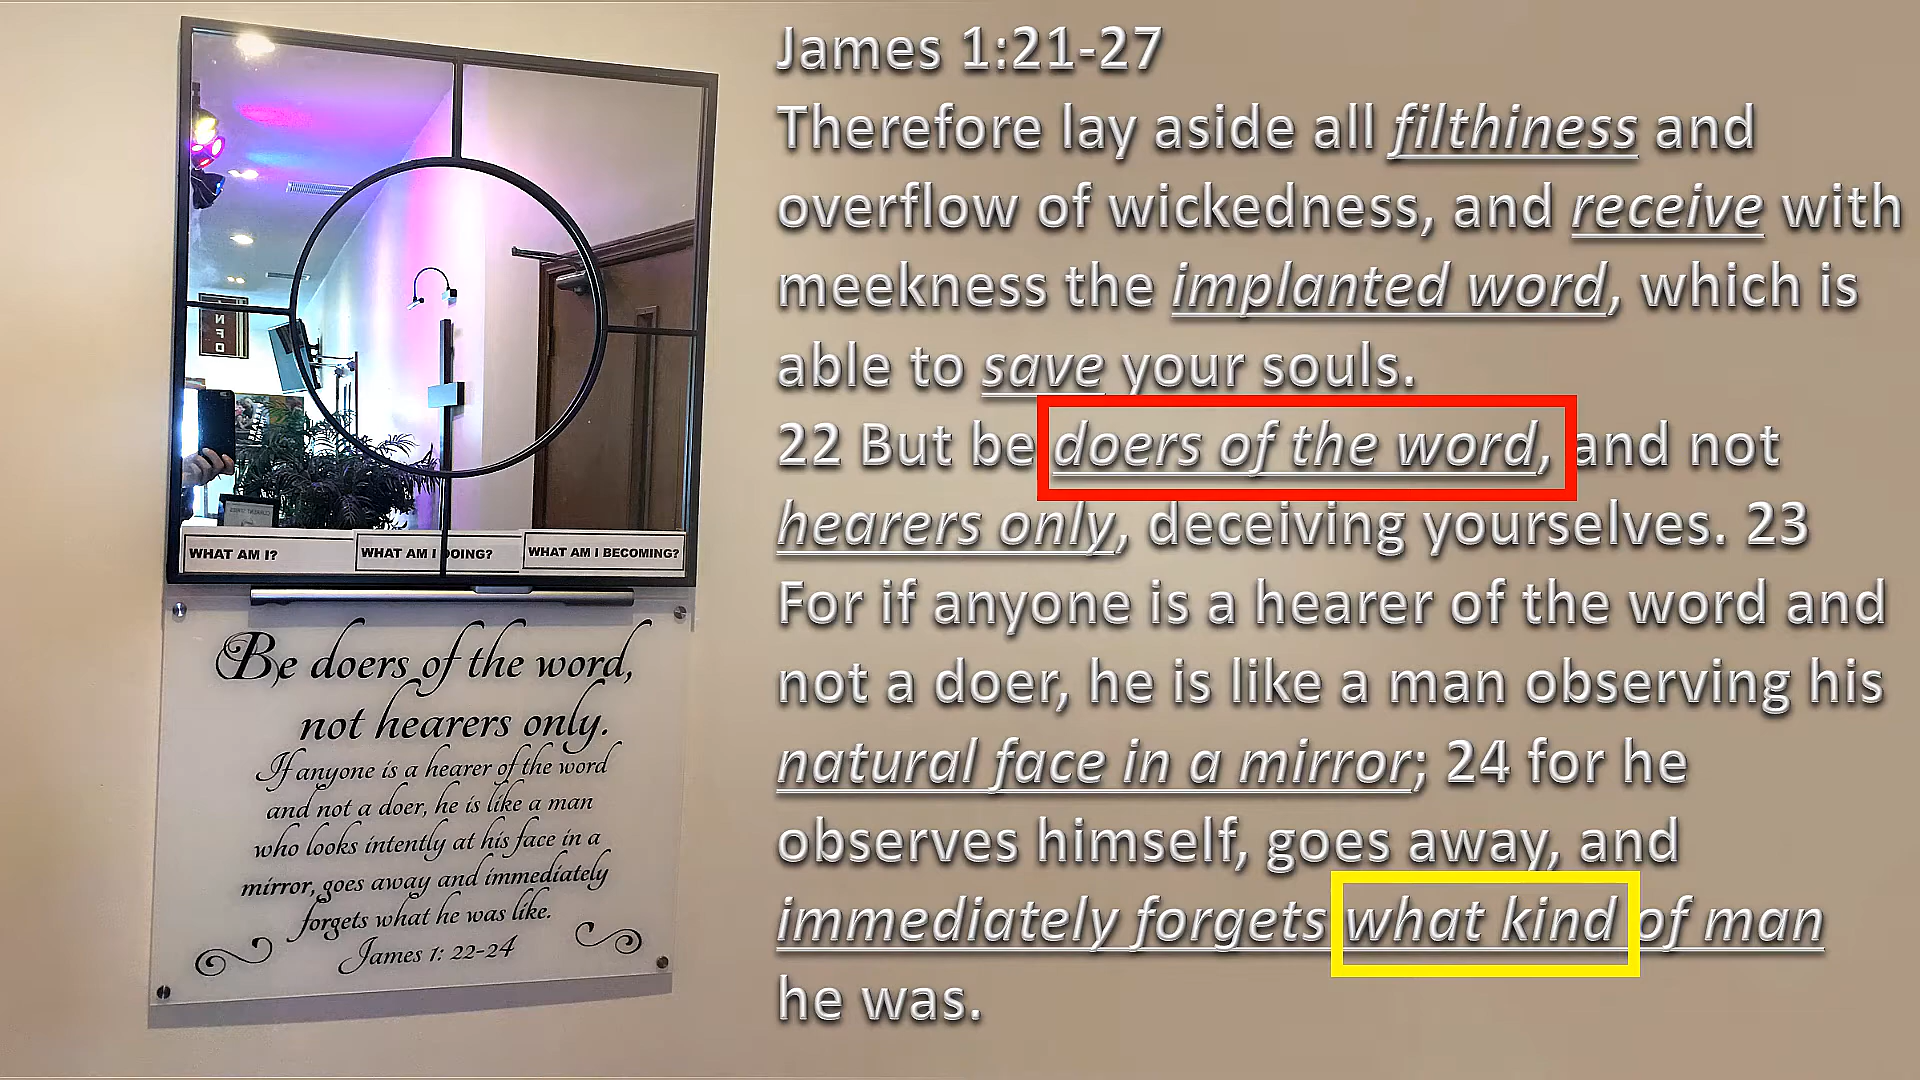 James 1:21-27
Therefore lay aside all filthiness and
overflow of wickedness, and receive with
meekness the implanted word, which is
able to save your souls.
22 But be doers of the word, and not
hearers only, deceiving yourselves. 23
For if anyone is a hearer of the word and
not a doer, he is like a man observing his
natural face in a mirror; 24 for he
observes himself, goes away, and
immediately forgets what kind of man
he was.
WHAT AM I?
WHAT AM I DOING?
WHAT AM I BECOMING?
Be doers of the word,
not hearers only.
If anyone is a hearer of the word
and not a doer, he is like a man
who looks intently at his face in a
mirror, goes away and immediately
forgets what he was like.
James 1: 22-24